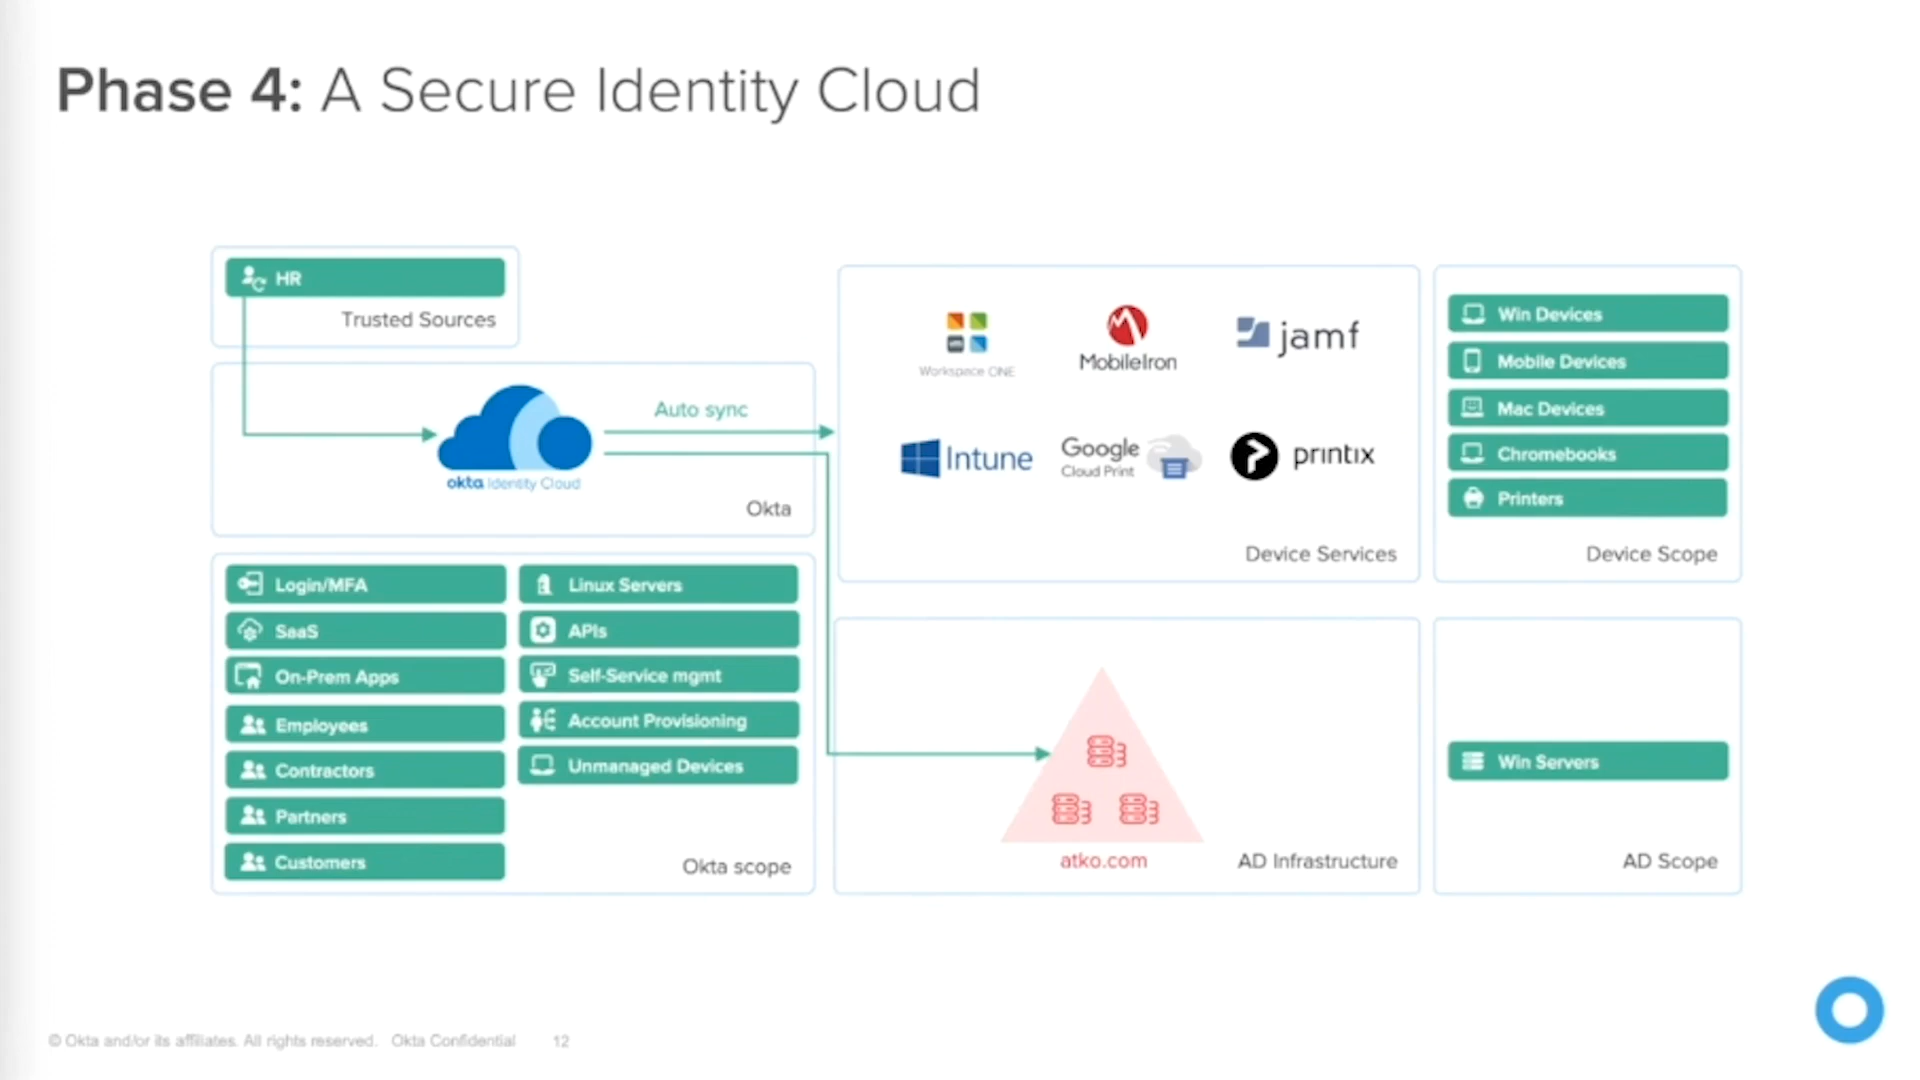 Phase 4: A Secure Identity Cloud
HR
Trusted Sources
Auto sync
okta Identity Cloud
Okta
Login/MFA
SaaS
On-Prem Apps
Employees
Contractors
Partners
Customers
Linux Servers
APIs
Self-Service mgmt
Account Provisioning
Unmanaged Devices
Okta scope
Workspace ONE
MobileIron
jamf
Intune
Google
Cloud Print
printix
Device Services
Win Devices
Mobile Devices
Mac Devices
Chromebooks
Printers
Device Scope
atko.com
AD Infrastructure
Win Servers
AD Scope
© Okta and/or its affiliates. All rights reserved. Okta Confidential 12